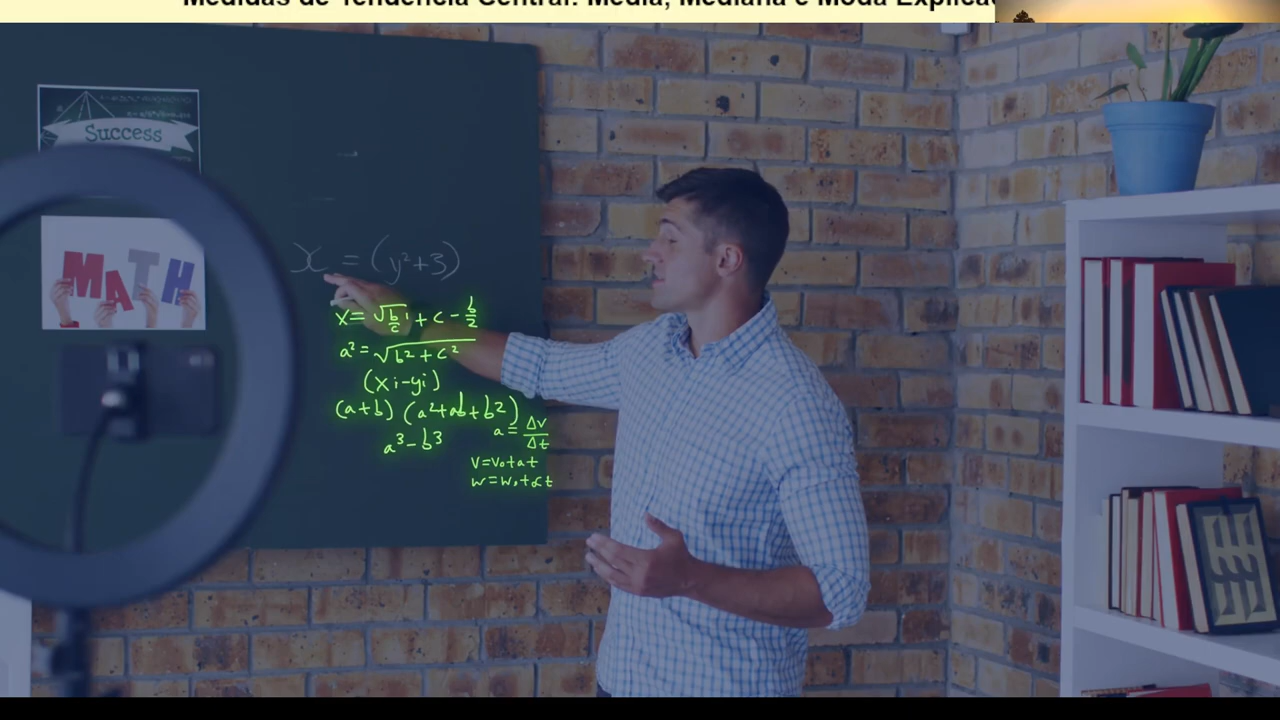 Medidas de Tendência Central: Média, Mediana e Moda Explica
Success
MATH
x = (y²+3)
x = √b/c i + c - b/2
a² = √b² + c²
(xi-yi)
(a+b) (a²+ab+b²)
a = Δv/Δt
a³ - b³
v=v₀+at
w=w₀+αt